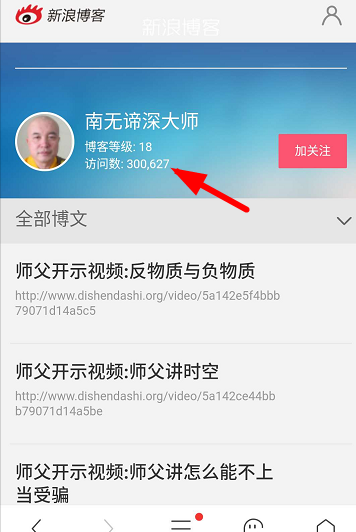 新浪博客
新浪博客
南无谛深大师
博客等级: 18
访问数: 300,627
加关注
全部博文
师父开示视频:反物质与负物质
http://www.dishendashi.org/video/5a142e5f4bbb
79071d14a5c5
师父开示视频:师父讲时空
http://www.dishendashi.org/video/5a142ce44bb
b79071d14a5be
师父开示视频:师父讲怎么能不上
当受骗